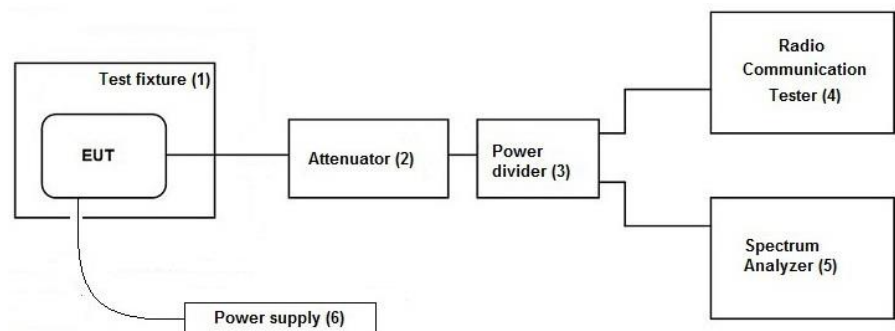 Test fixture (1)
EUT
Attenuator (2)
Power
divider (3)
Radio
Communication
Tester (4)
Spectrum
Analyzer (5)
Power supply (6)